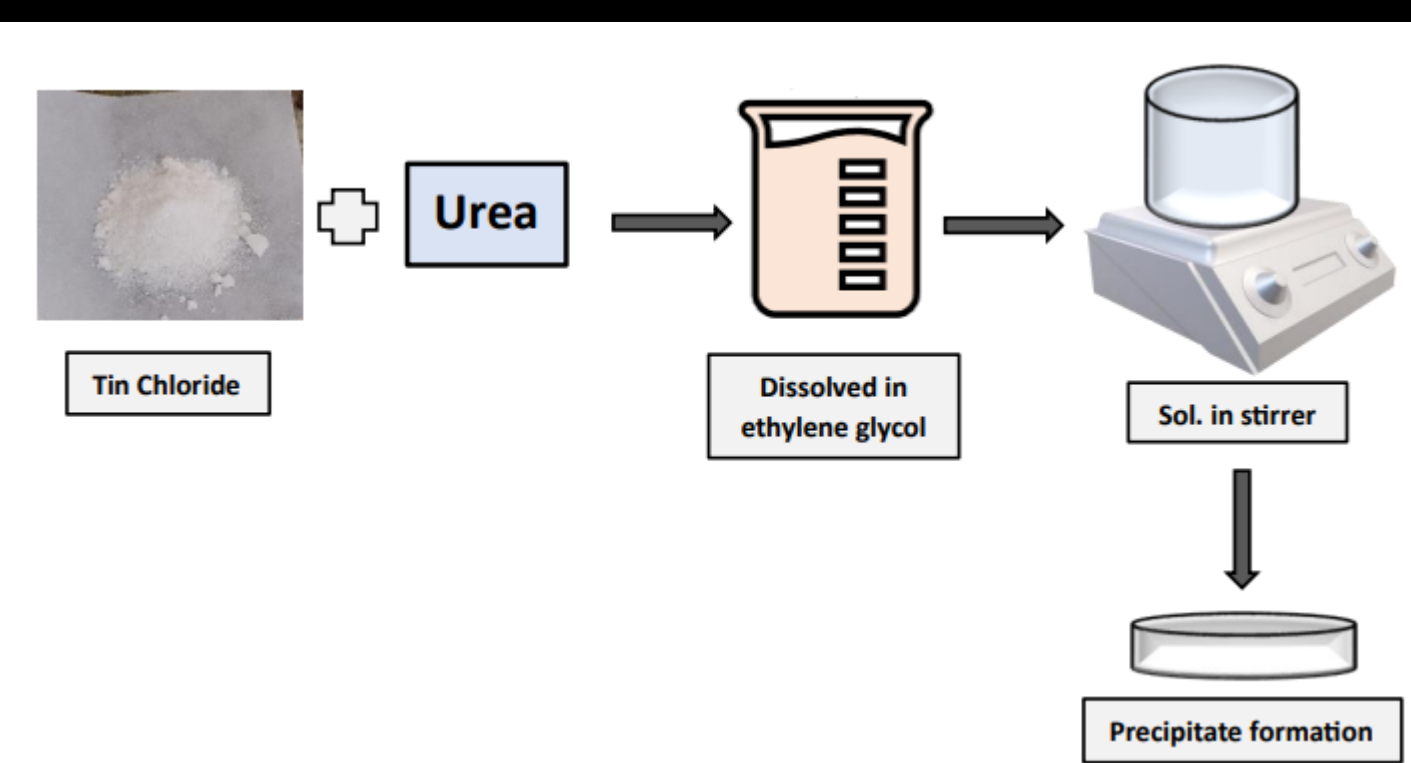 Urea
Tin Chloride
Dissolved in
ethylene glycol
Sol. in stirrer
Precipitate formation